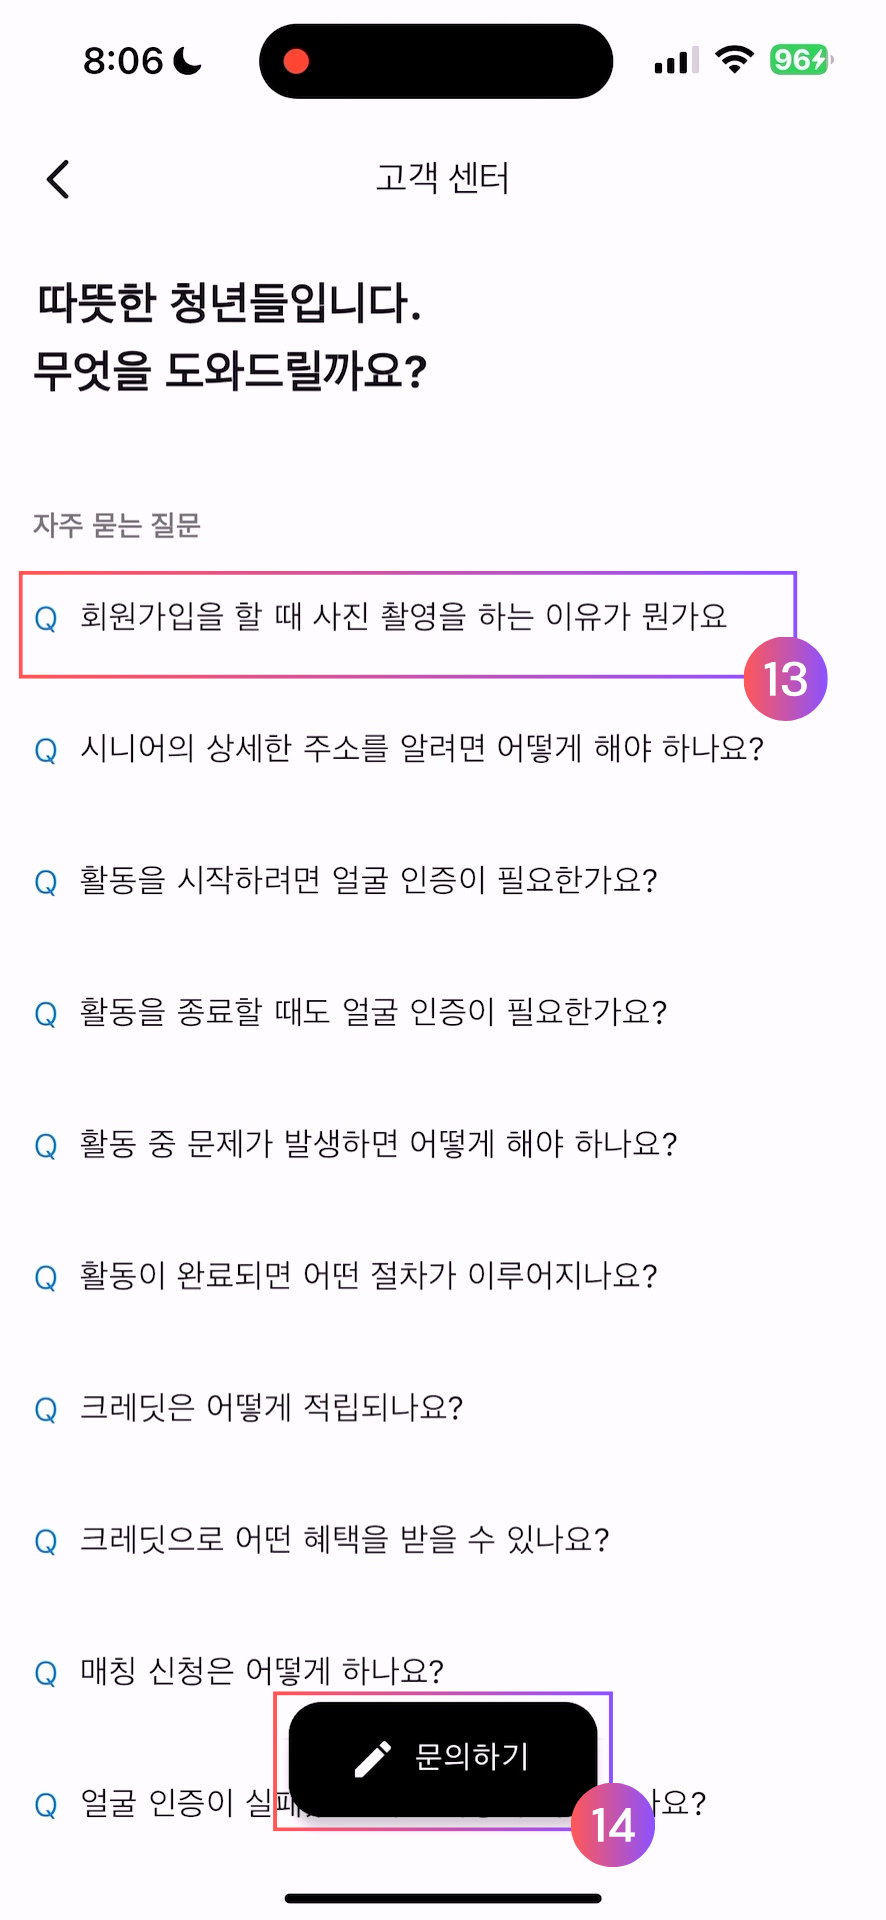 8:06
96
고객 센터
따뜻한 청년들입니다.
무엇을 도와드릴까요?
자주 묻는 질문
Q 회원가입을 할 때 사진 촬영을 하는 이유가 뭔가요
13
Q 시니어의 상세한 주소를 알려면 어떻게 해야 하나요?
Q 활동을 시작하려면 얼굴 인증이 필요한가요?
Q 활동을 종료할 때도 얼굴 인증이 필요한가요?
Q 활동 중 문제가 발생하면 어떻게 해야 하나요?
Q 활동이 완료되면 어떤 절차가 이루어지나요?
Q 크레딧은 어떻게 적립되나요?
Q 크레딧으로 어떤 혜택을 받을 수 있나요?
Q 매칭 신청은 어떻게 하나요?
문의하기
Q 얼굴 인증이
14